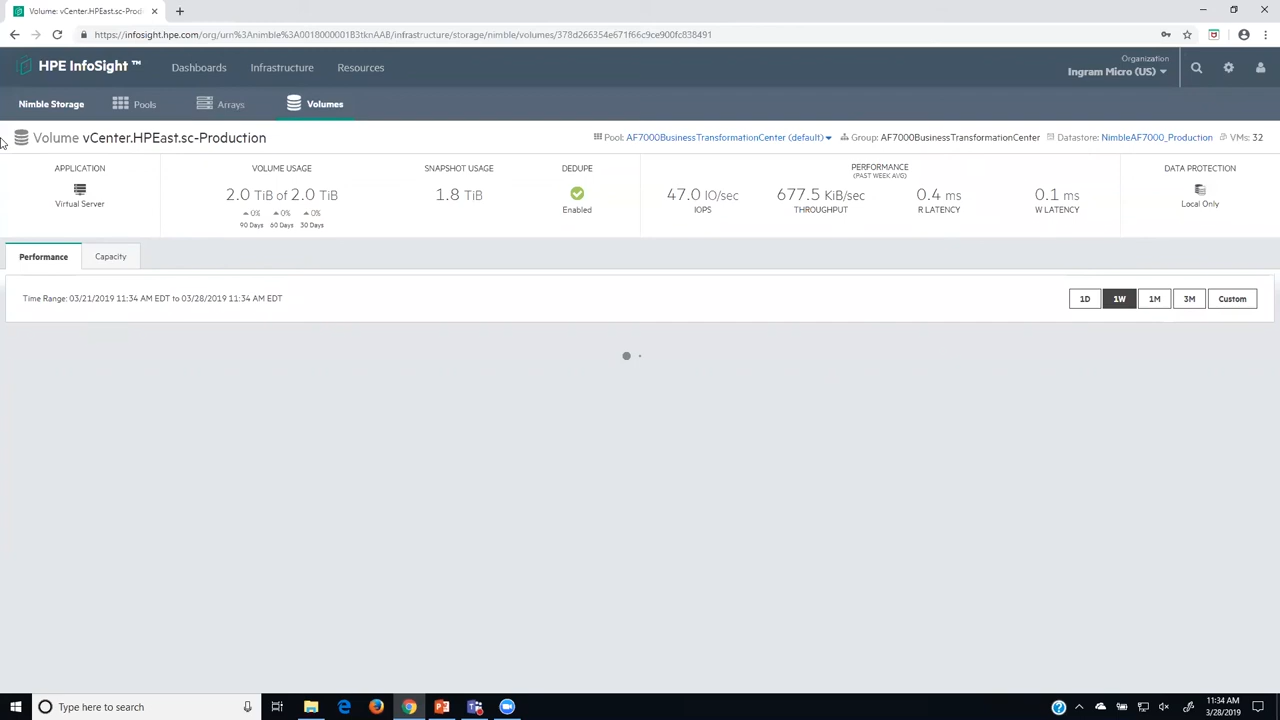 Volume: vCenter.HPEast.sc-Prod
https://infosight.hpe.com/org/urn%3Animble%3A0018000001B3tknAAB/infrastructure/storage/nimble/volumes/378d266354e671f66c9ce900fc838491
HPE InfoSight ™
Dashboards
Infrastructure
Resources
Organization
Ingram Micro (US)
Nimble Storage
Pools
Arrays
Volumes
Volume vCenter.HPEast.sc-Production
Pool: AF7000BusinessTransformationCenter (default)
Group: AF7000BusinessTransformationCenter
Datastore: NimbleAF7000_Production
VMs: 32
APPLICATION
Virtual Server
VOLUME USAGE
2.0 TiB of 2.0 TiB
0% 0% 0%
90 Days 60 Days 30 Days
SNAPSHOT USAGE
1.8 TiB
DEDUPE
Enabled
PERFORMANCE
(PAST WEEK AVG)
47.0 IO/sec
IOPS
677.5 KiB/sec
THROUGHPUT
0.4 ms
R LATENCY
0.1 ms
W LATENCY
DATA PROTECTION
Local Only
Performance
Capacity
Time Range: 03/21/2019 11:34 AM EDT to 03/28/2019 11:34 AM EDT
1D
1W
1M
3M
Custom
Type here to search
11:34 AM
3/28/2019